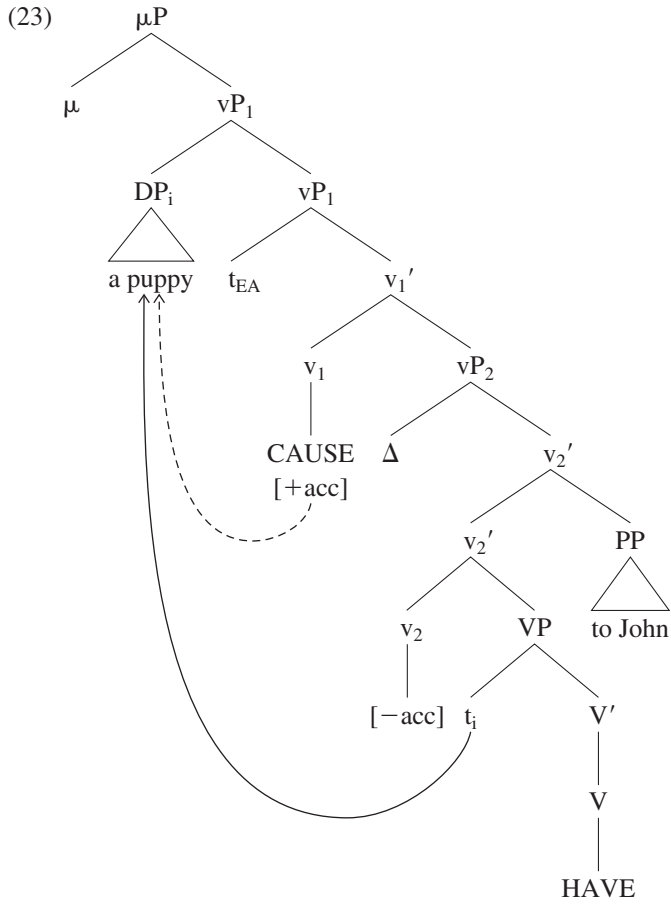 (23) μP
μ vP₁
DPᵢ vP₁
a puppy t_EA v₁′
v₁ vP₂
CAUSE Δ v₂′
[+acc]
v₂′ PP
to John
v₂ VP
[−acc] tᵢ V′
V
HAVE